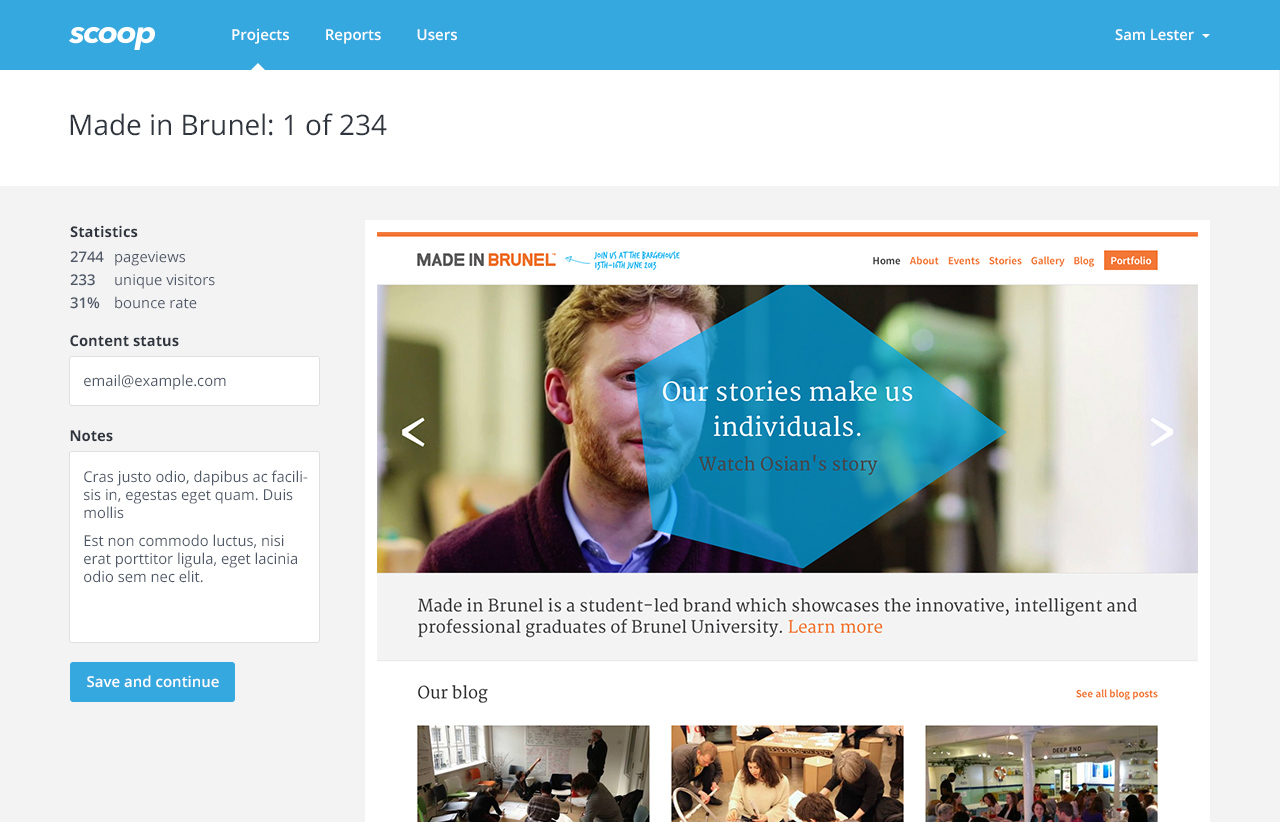 scoop
Projects
Reports
Users
Sam Lester
Made in Brunel: 1 of 234
Statistics
2744 pageviews
233 unique visitors
31% bounce rate
Content status
email@example.com
Notes
Cras justo odio, dapibus ac facili-
sis in, egestas eget quam. Duis
mollis
Est non commodo luctus, nisi
erat porttitor ligula, eget lacinia
odio sem nec elit.
Save and continue
MADE IN BRUNEL™
JOIN US AT THE BARGEHOUSE
13TH-16TH JUNE 2013
Home
About
Events
Stories
Gallery
Blog
Portfolio
Our stories make us
individuals.
Watch Osian's story
Made in Brunel is a student-led brand which showcases the innovative, intelligent and
professional graduates of Brunel University. Learn more
Our blog
See all blog posts
DEEP END